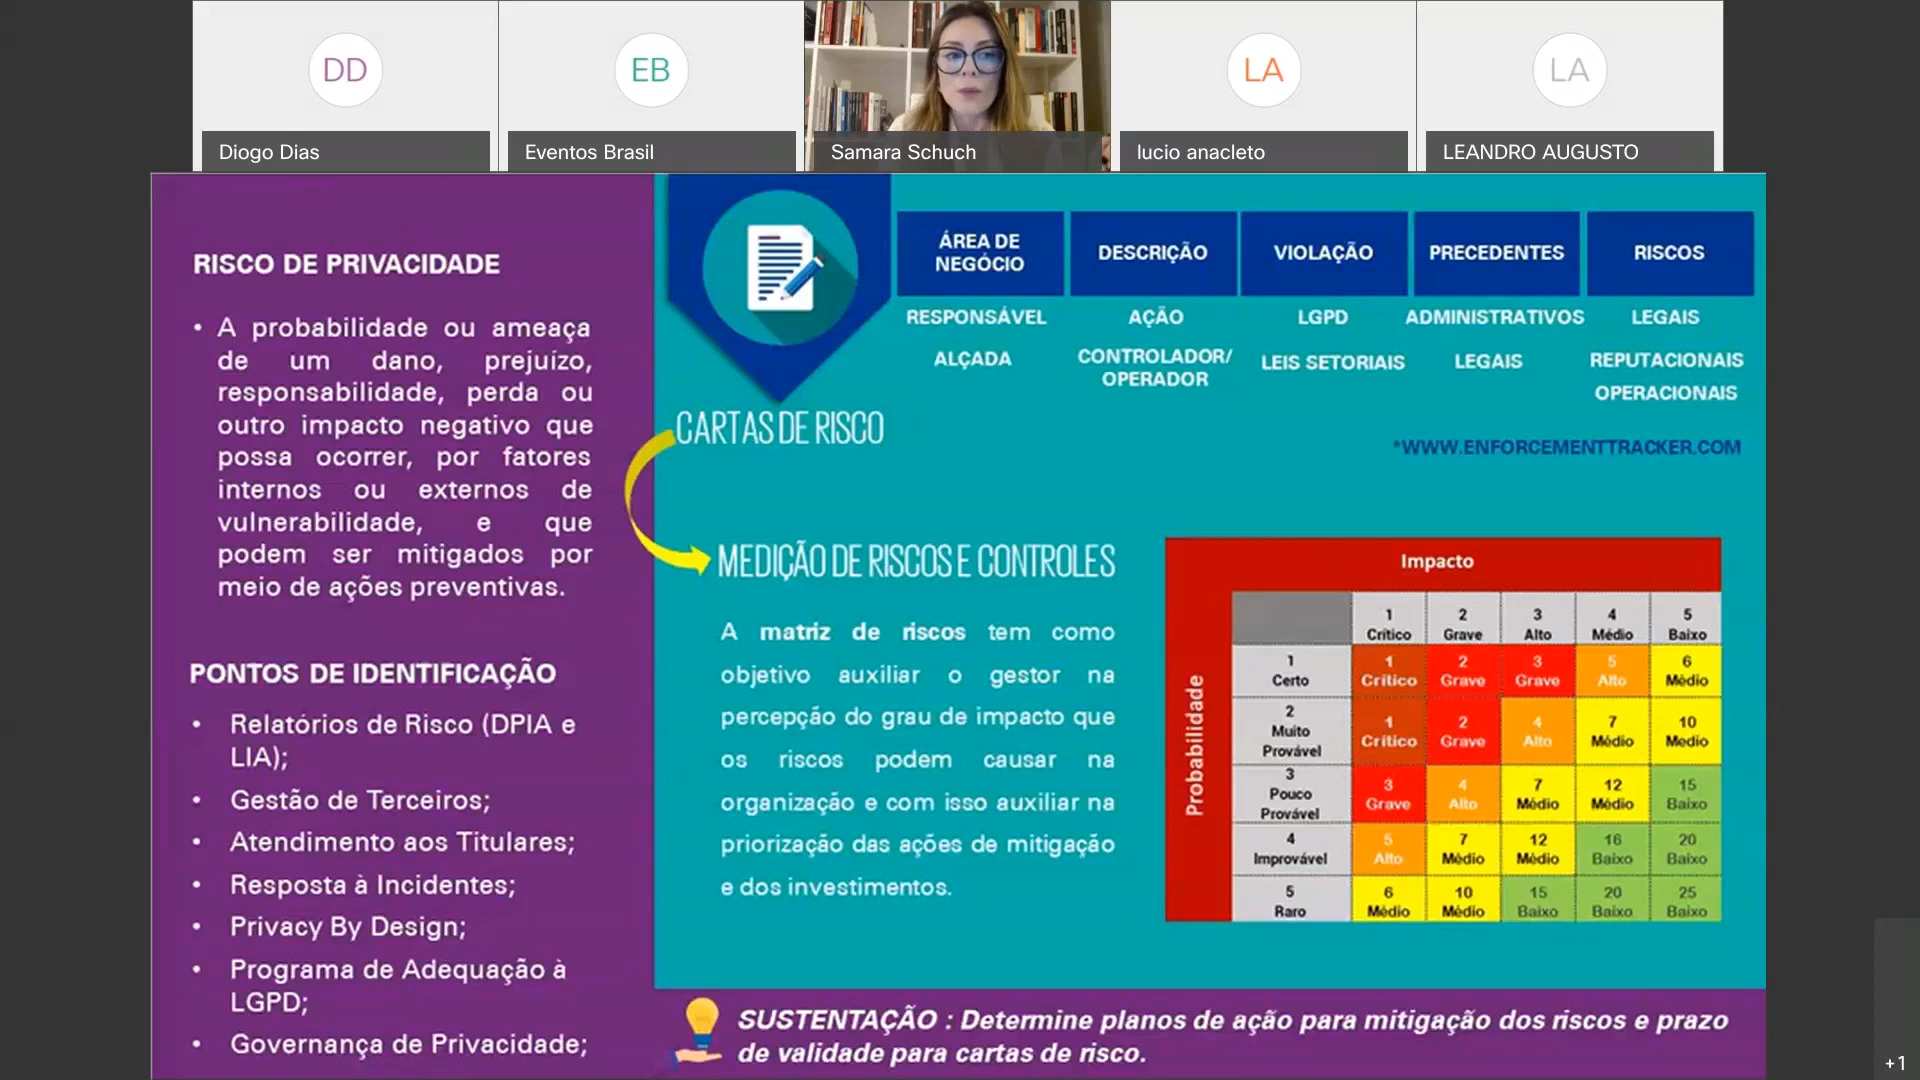 DD
EB
LA
LA
Diogo Dias
Eventos Brasil
Samara Schuch
lucio anacleto
LEANDRO AUGUSTO
RISCO DE PRIVACIDADE
• A probabilidade ou ameaça
de um dano, prejuízo,
responsabilidade, perda ou
outro impacto negativo que
possa ocorrer, por fatores
internos ou externos de
vulnerabilidade, e que
podem ser mitigados por
meio de ações preventivas.
PONTOS DE IDENTIFICAÇÃO
• Relatórios de Risco (DPIA e
LIA);
• Gestão de Terceiros;
• Atendimento aos Titulares;
• Resposta à Incidentes;
• Privacy By Design;
• Programa de Adequação à
LGPD;
• Governança de Privacidade;
ÁREA DE
NEGÓCIO
DESCRIÇÃO
VIOLAÇÃO
PRECEDENTES
RISCOS
RESPONSÁVEL
AÇÃO
LGPD
ADMINISTRATIVOS
LEGAIS
ALÇADA
CONTROLADOR/
OPERADOR
LEIS SETORIAIS
LEGAIS
REPUTACIONAIS
OPERACIONAIS
CARTAS DE RISCO
*WWW.ENFORCEMENTTRACKER.COM
MEDIÇÃO DE RISCOS E CONTROLES
A matriz de riscos tem como
objetivo auxiliar o gestor na
percepção do grau de impacto que
os riscos podem causar na
organização e com isso auxiliar na
priorização das ações de mitigação
e dos investimentos.
Impacto
Probabilidade
1 2 3 4 5
Crítico Grave Alto Médio Baixo
1 1 2 3 5 6
Certo Crítico Grave Grave Alto Médio
2 1 2 4 7 10
Muito
Provável Crítico Grave Alto Médio Medio
3 3 4 7 12 15
Pouco
Provável Grave Alto Médio Médio Baixo
4 5 7 12 16 20
Improvável Alto Médio Médio Baixo Baixo
5 6 10 15 20 25
Raro Médio Médio Baixo Baixo Baixo
SUSTENTAÇÃO : Determine planos de ação para mitigação dos riscos e prazo
de validade para cartas de risco.
+1